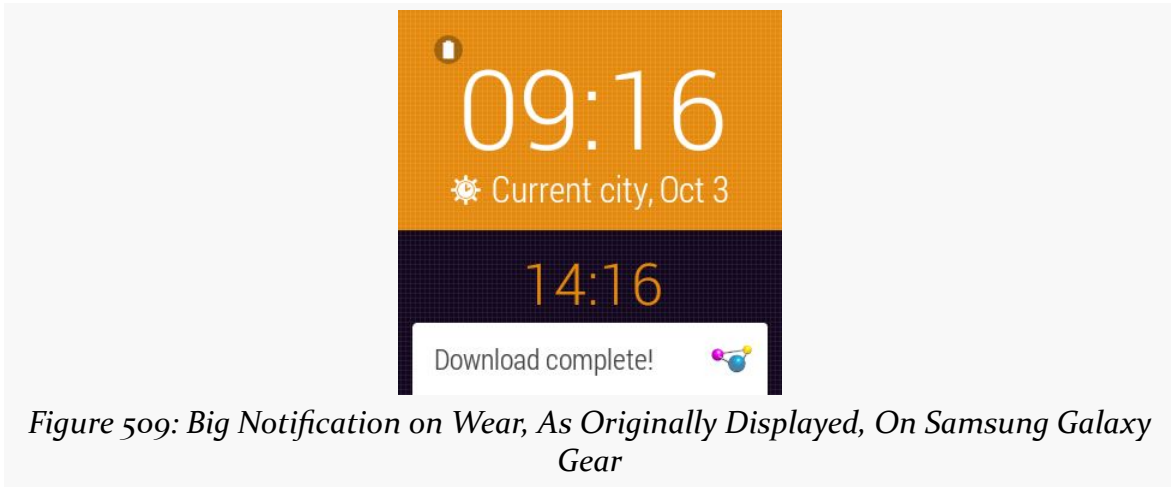 09:16
Current city, Oct 3
14:16
Download complete!
Figure 509: Big Notification on Wear, As Originally Displayed, On Samsung Galaxy
Gear